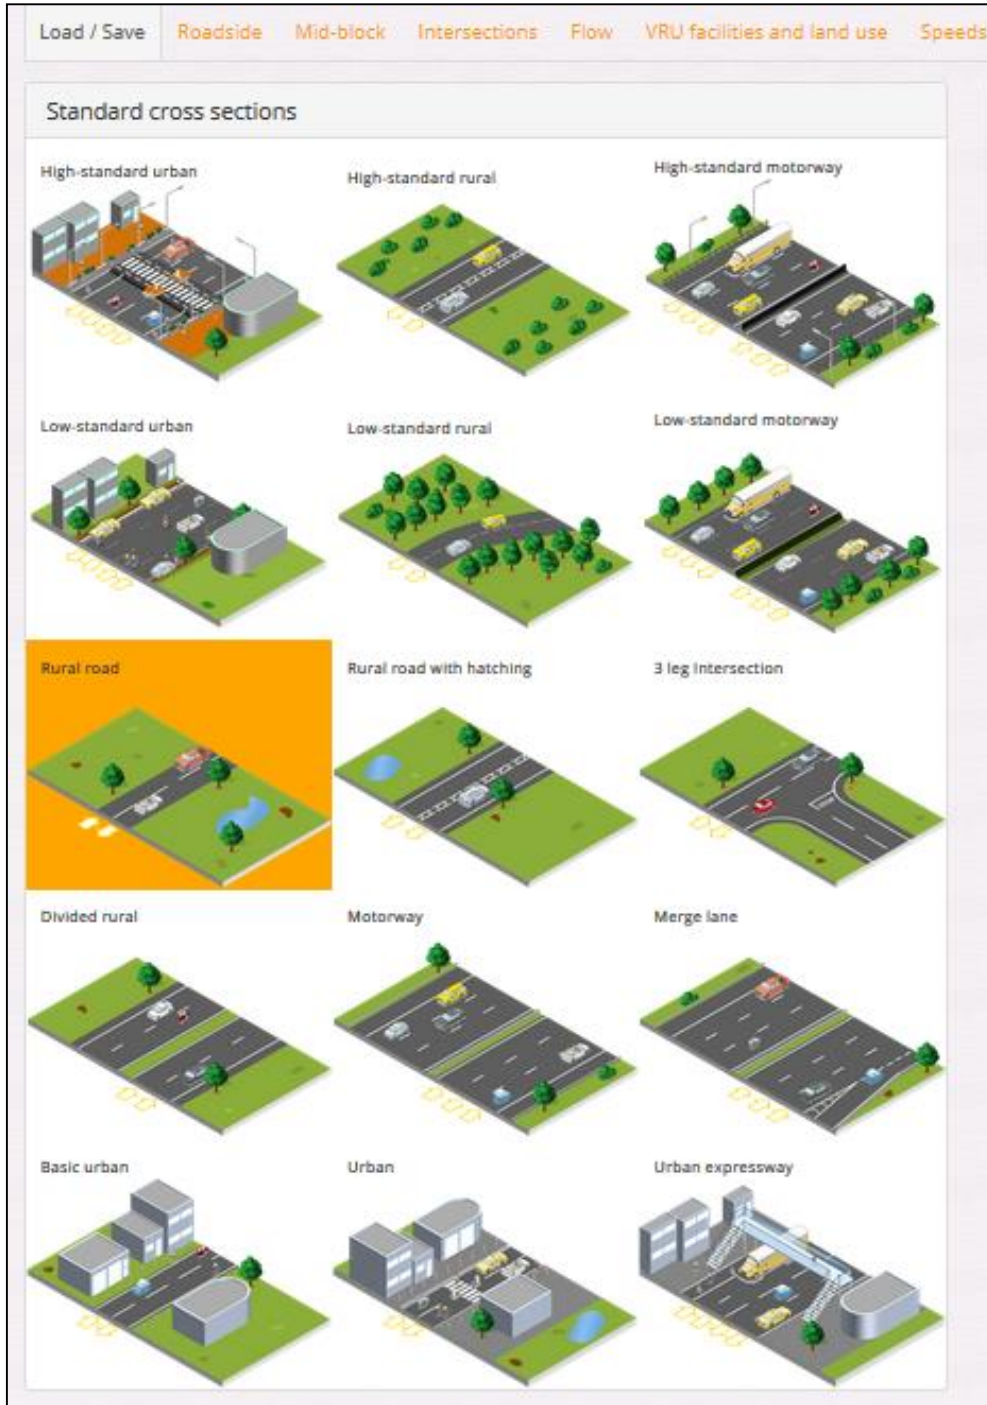 Load / Save Roadside Mid-block Intersections Flow VRU facilities and land use Speeds
Standard cross sections
High-standard urban High-standard rural High-standard motorway
Low-standard urban Low-standard rural Low-standard motorway
Rural road Rural road with hatching 3 leg Intersection
Divided rural Motorway Merge lane
Basic urban Urban Urban expressway